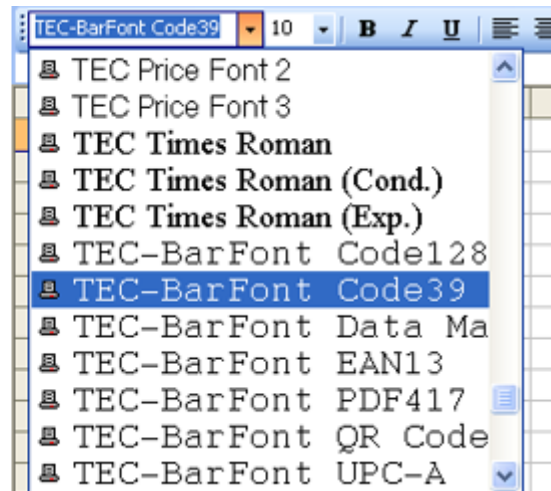 TEC-BarFont Code39 10 B I U
TEC Price Font 2
TEC Price Font 3
TEC Times Roman
TEC Times Roman (Cond.)
TEC Times Roman (Exp.)
TEC-BarFont Code128
TEC-BarFont Code39
TEC-BarFont Data Ma
TEC-BarFont EAN13
TEC-BarFont PDF417
TEC-BarFont QR Code
TEC-BarFont UPC-A